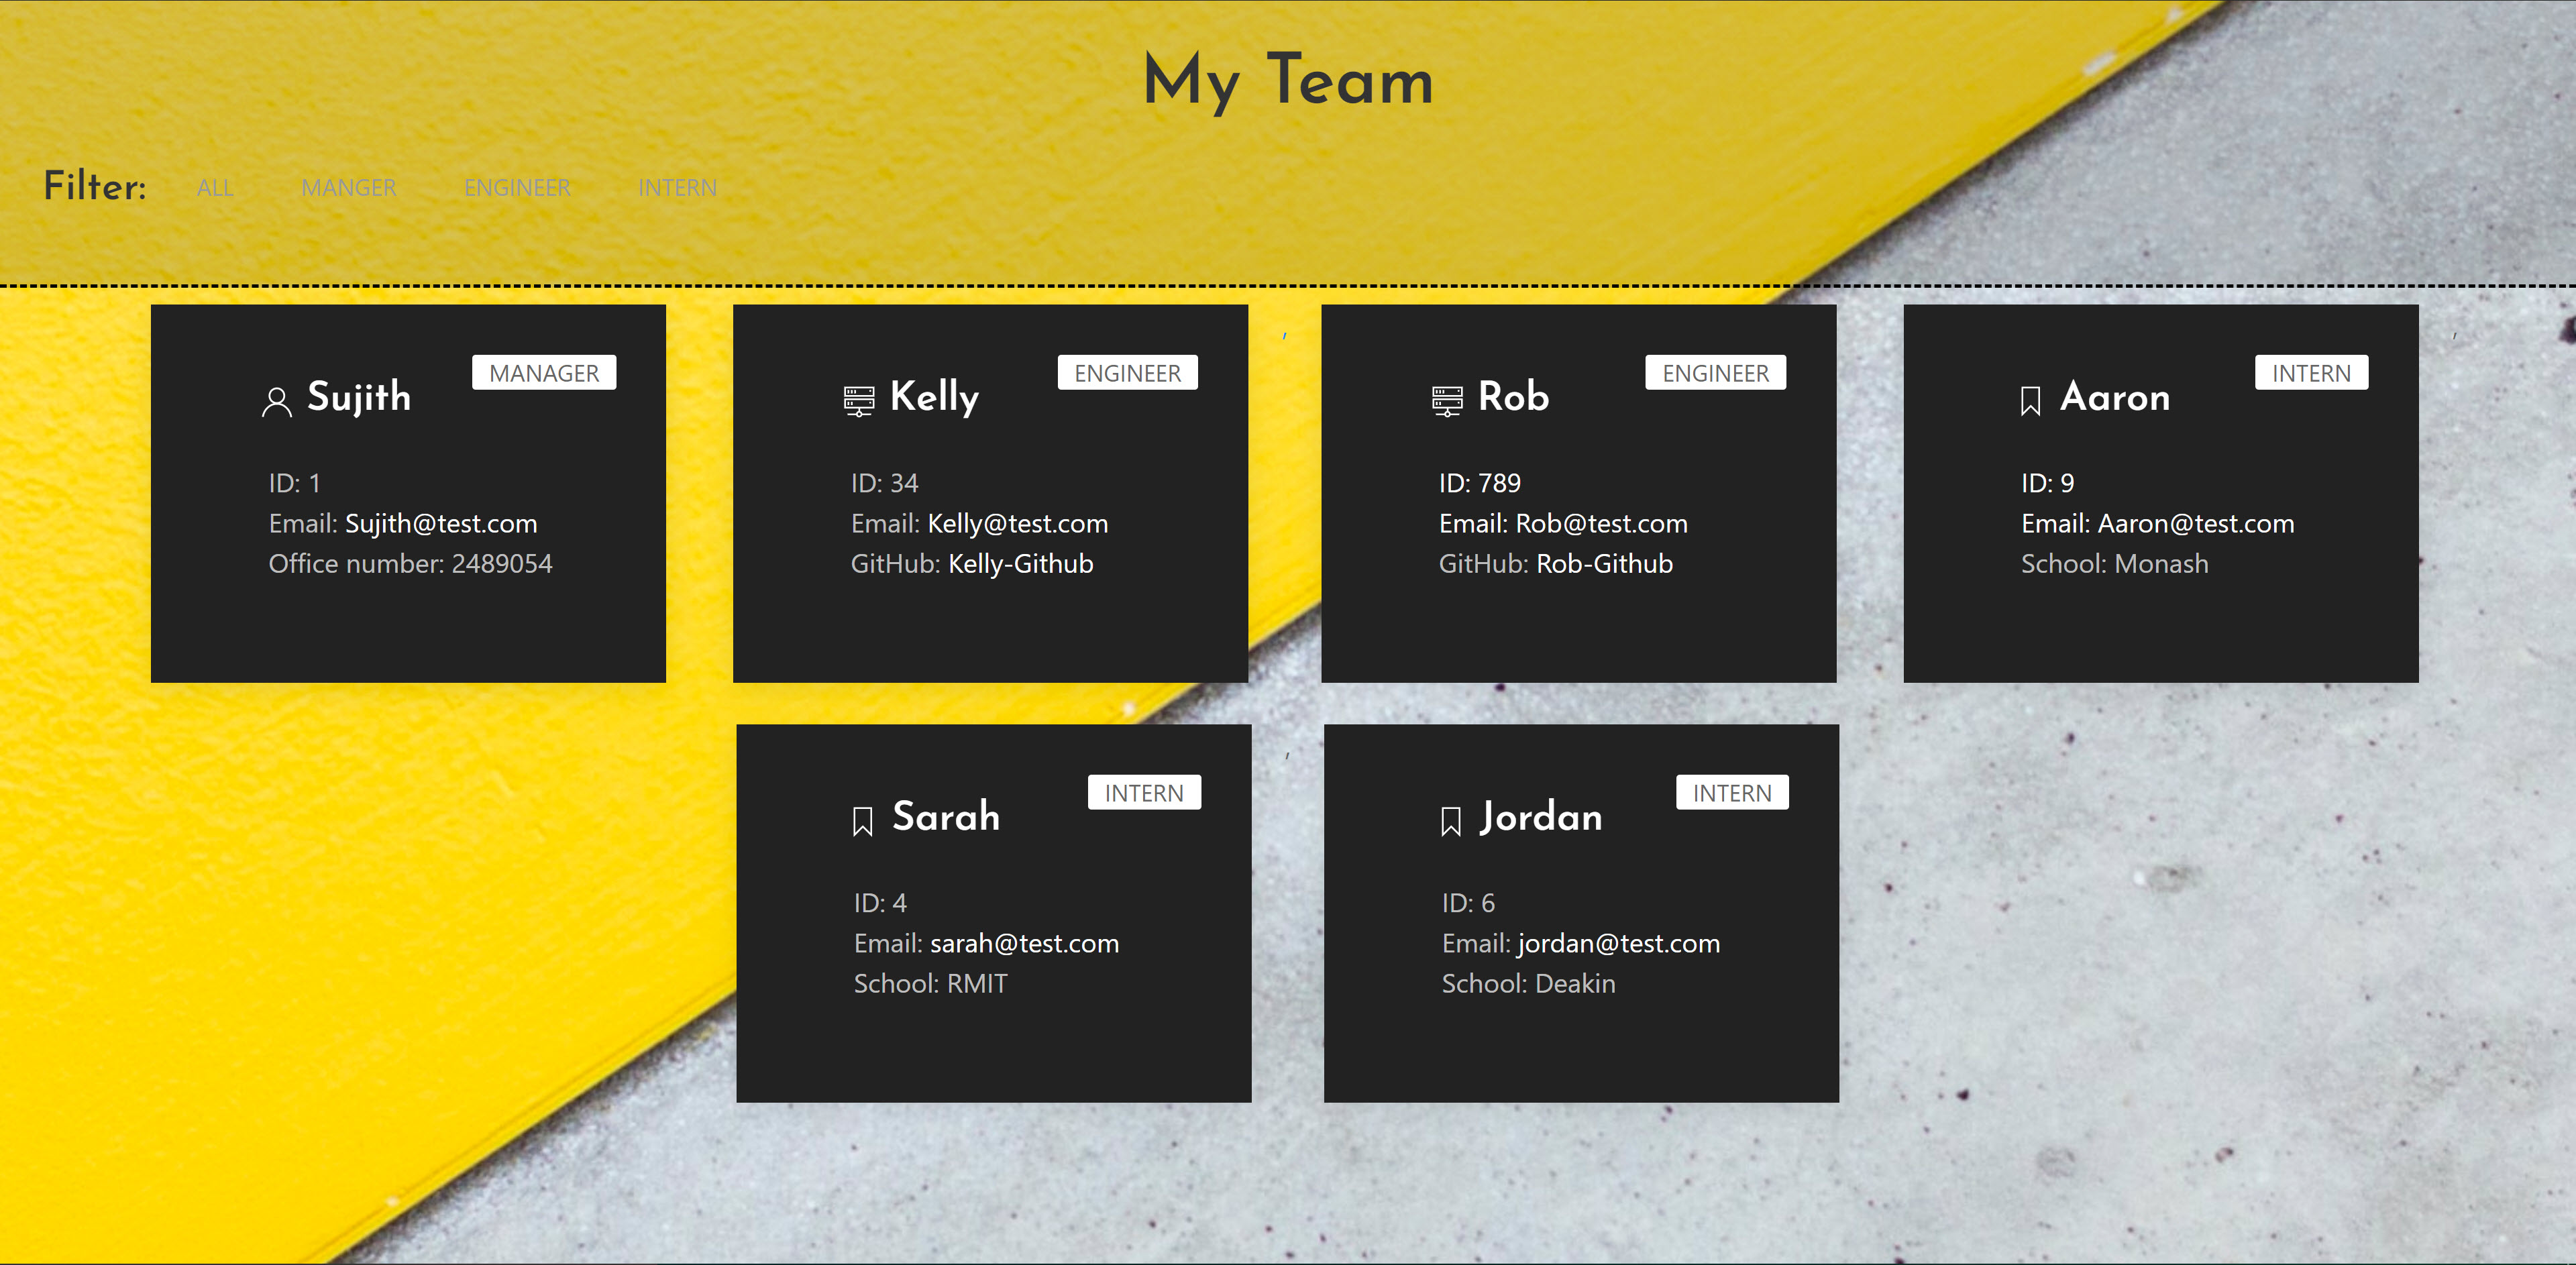 My Team
Filter: ALL MANGER ENGINEER INTERN
MANAGER
Sujith
ID: 1
Email: Sujith@test.com
Office number: 2489054
ENGINEER
Kelly
ID: 34
Email: Kelly@test.com
GitHub: Kelly-Github
,
ENGINEER
Rob
ID: 789
Email: Rob@test.com
GitHub: Rob-Github
INTERN
Aaron
ID: 9
Email: Aaron@test.com
School: Monash
,
INTERN
Sarah
ID: 4
Email: sarah@test.com
School: RMIT
,
INTERN
Jordan
ID: 6
Email: jordan@test.com
School: Deakin